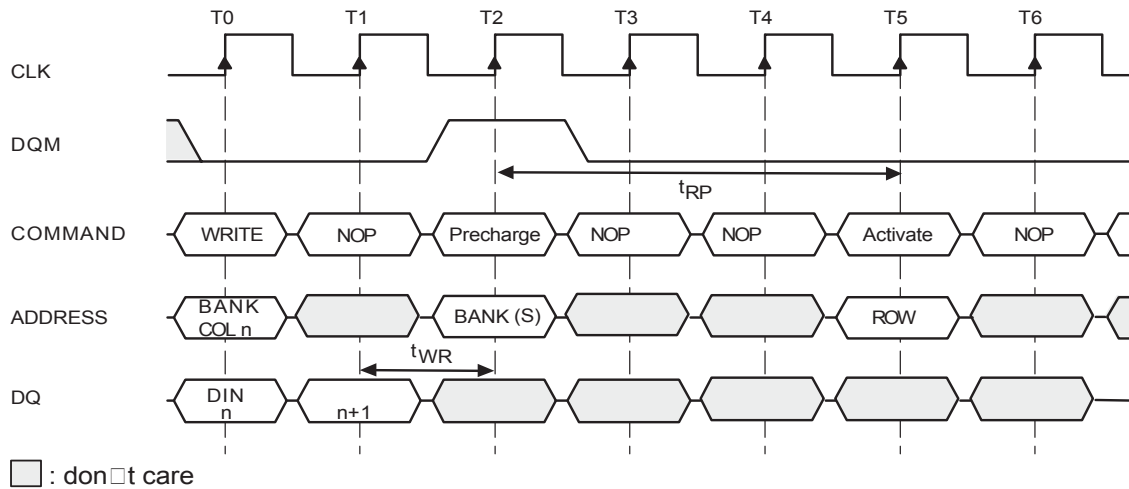 T0 T1 T2 T3 T4 T5 T6
CLK
DQM
tRP
COMMAND WRITE NOP Precharge NOP NOP Activate NOP
ADDRESS BANK COL n BANK (S) ROW
tWR
DQ DIN n n+1
: don□t care